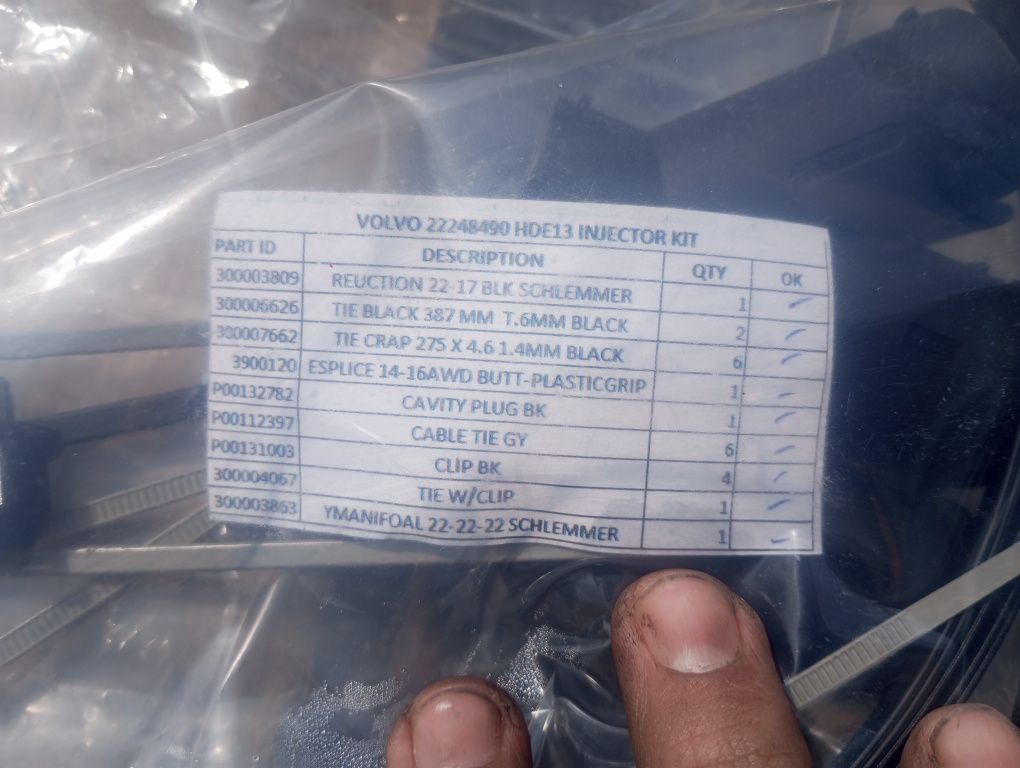 VOLVO 22248490 HDE13 INJECTOR KIT
PART ID DESCRIPTION QTY OK
300003809 REUCTION 22-17 BLK SCHLEMMER 1
300006626 TIE BLACK 387 MM T.6MM BLACK 2
300007662 TIE CRAP 275 X 4.6 1.4MM BLACK 6
3900120 ESPLICE 14-16AWD BUTT-PLASTICGRIP 1
P00132782 CAVITY PLUG BK 1
P00112397 CABLE TIE GY 6
P00131003 CLIP BK 4
300004067 TIE W/CLIP 1
300003863 YMANIFOAL 22-22-22 SCHLEMMER 1